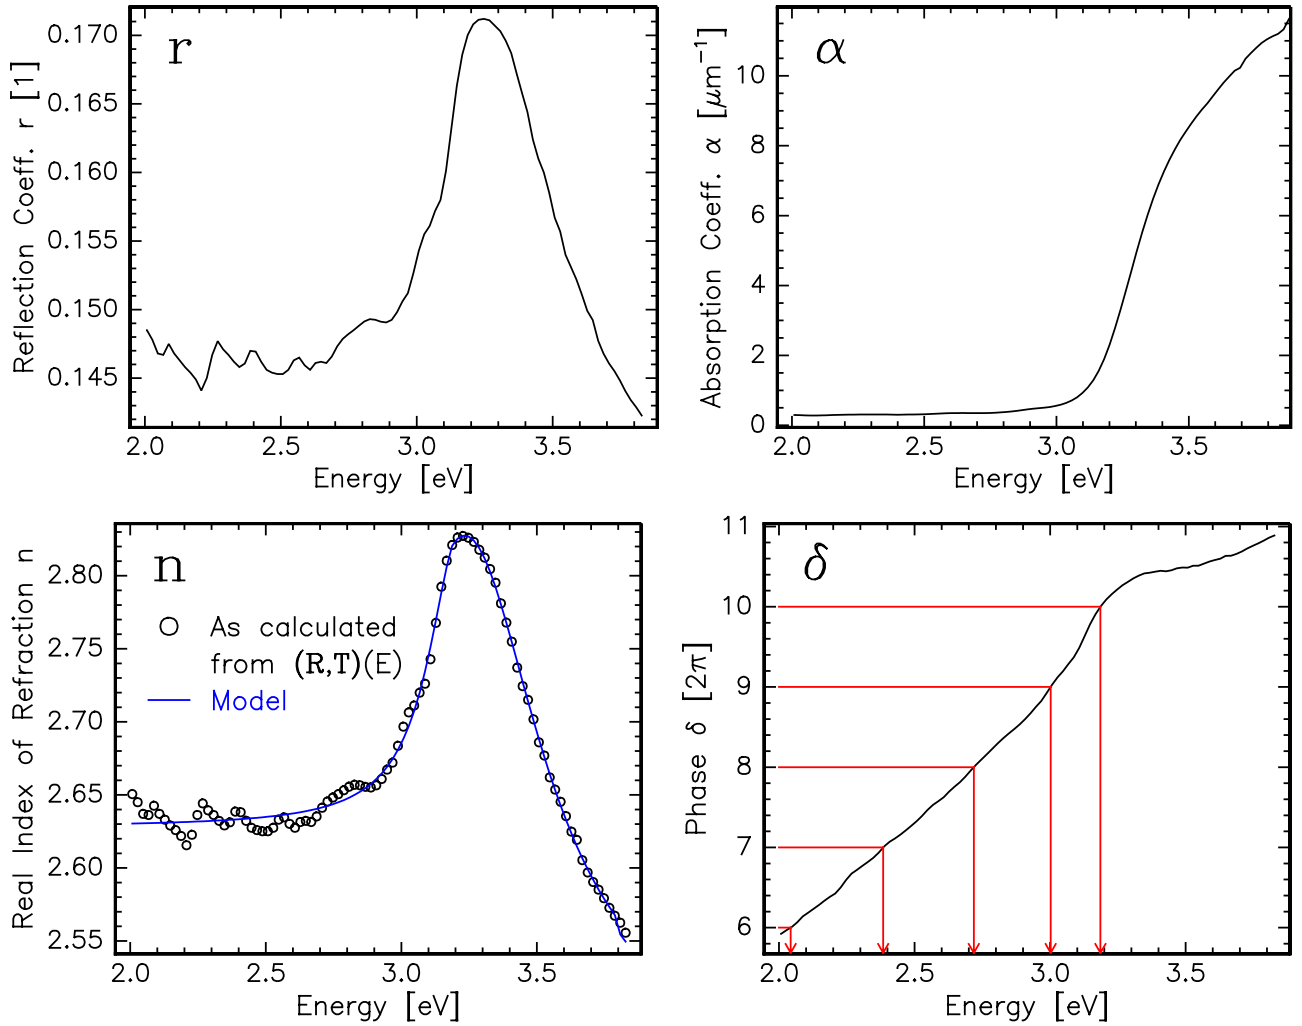 r
Reflection Coeff. r [1]
0.170
0.165
0.160
0.155
0.150
0.145
2.0 2.5 3.0 3.5
Energy [eV]
α
Absorption Coeff. α [μm⁻¹]
10
8
6
4
2
0
2.0 2.5 3.0 3.5
Energy [eV]
n
Real Index of Refraction n
2.80
2.75
2.70
2.65
2.60
2.55
As calculated
from (R,T)(E)
Model
2.0 2.5 3.0 3.5
Energy [eV]
δ
Phase δ [2π]
11
10
9
8
7
6
2.0 2.5 3.0 3.5
Energy [eV]